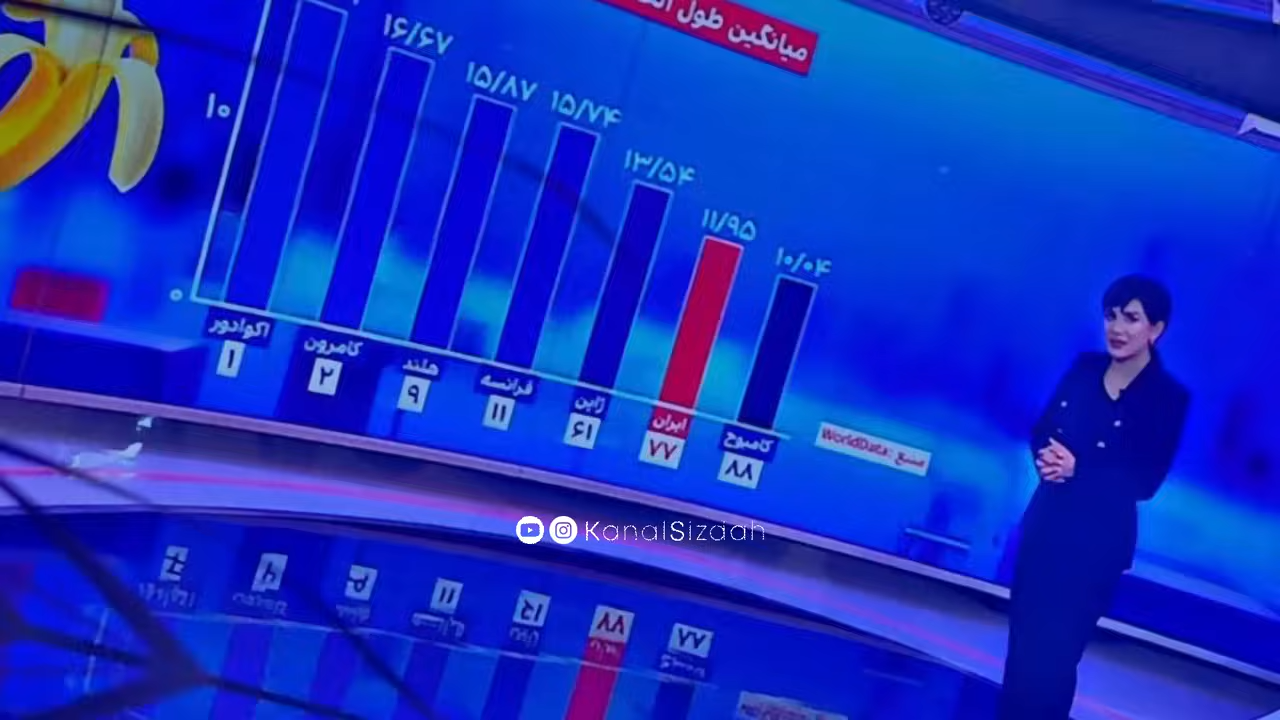 میانگین طول
۱۶/۶۷
۱۵/۸۷
۱۵/۷۴
۱۳/۵۴
۱۱/۹۵
۱۰/۰۴
۱۰
۰
اکوادور
۱
کامرون
۲
هلند
۹
فرانسه
۱۱
ژاپن
۶۱
ایران
۷۷
کامبوج
۸۸
منبع: WorldData
KanalSizdah